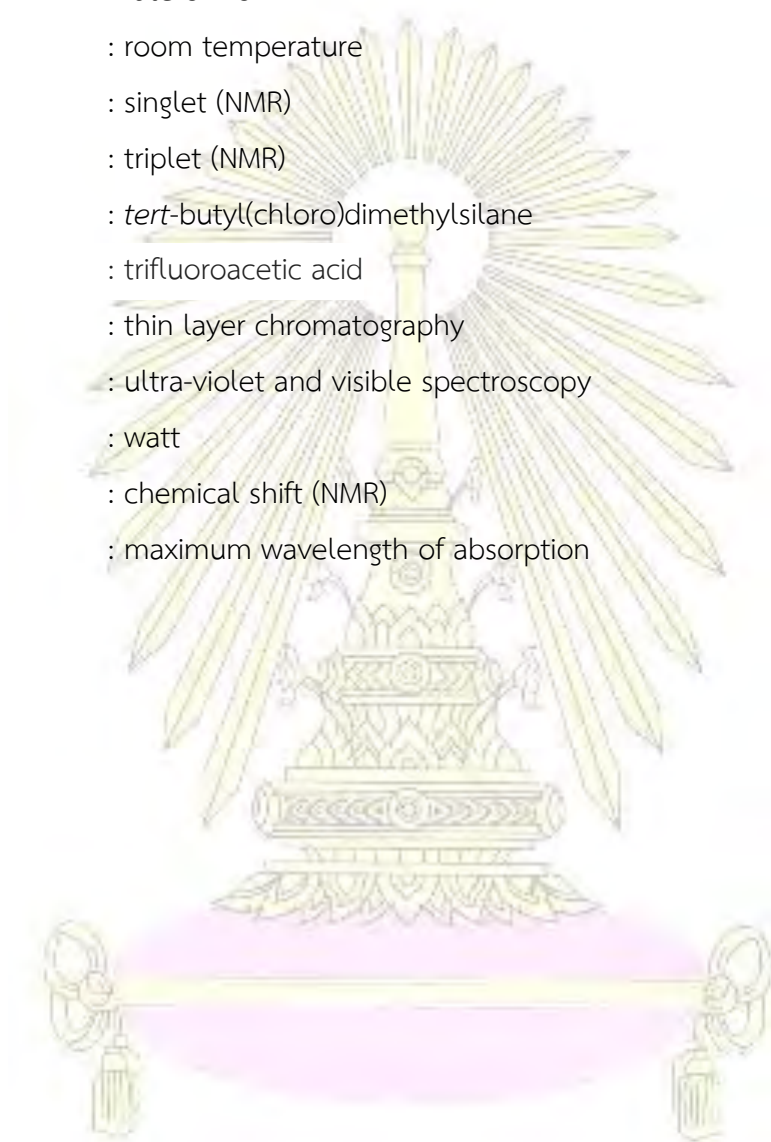 : room temperature
: singlet (NMR)
: triplet (NMR)
: tert-butyl(chloro)dimethylsilane
: trifluoroacetic acid
: thin layer chromatography
: ultra-violet and visible spectroscopy
: watt
: chemical shift (NMR)
: maximum wavelength of absorption